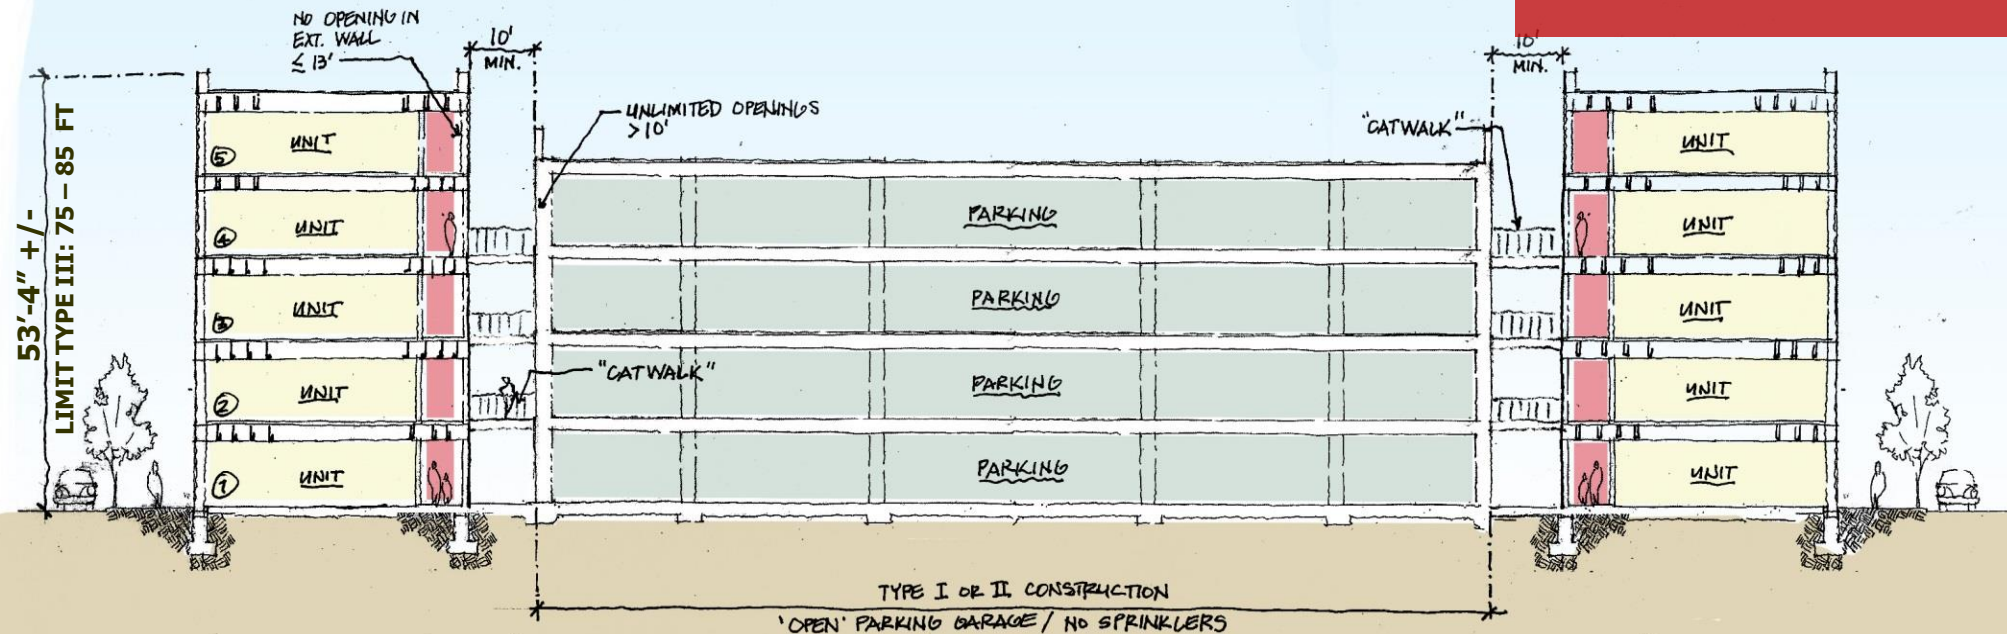 NO OPENING IN
EXT. WALL
≤ 13'
10'
MIN.
10'
MIN.
UNLIMITED OPENINGS
>10'
"CATWALK"
53'-4" +/-
LIMIT TYPE III: 75 – 85 FT
5 UNIT
UNIT
4 UNIT
PARKING
UNIT
3 UNIT
PARKING
UNIT
"CATWALK"
2 UNIT
PARKING
UNIT
1 UNIT
PARKING
UNIT
TYPE I OR II CONSTRUCTION
'OPEN' PARKING GARAGE / NO SPRINKLERS